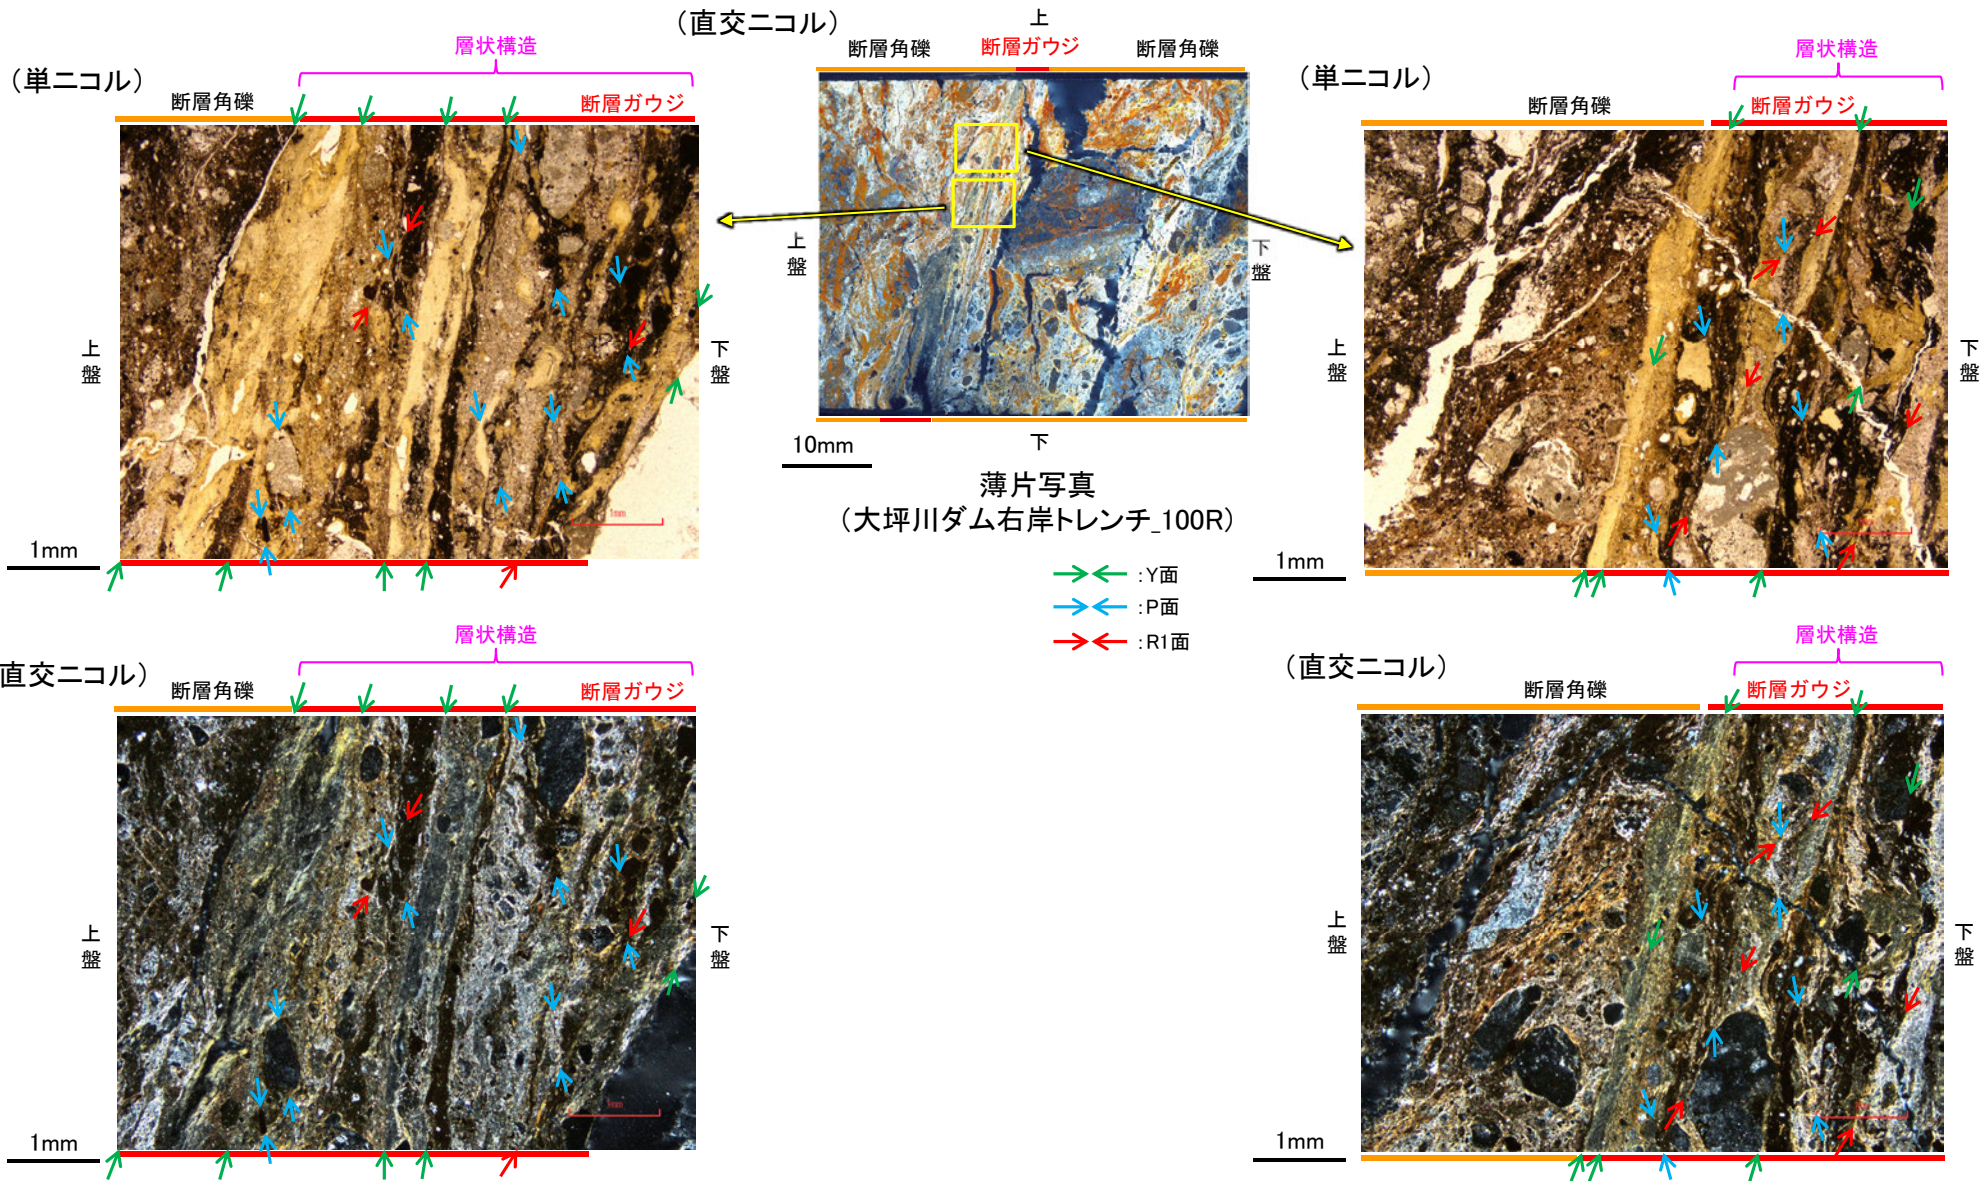 （直交ニコル）
上
断層角礫
断層ガウジ
断層角礫
上盤
下盤
下
10mm
薄片写真
（大坪川ダム右岸トレンチ_100R）
:Y面
:P面
:R1面
（単ニコル）
層状構造
断層角礫
断層ガウジ
上盤
下盤
1mm
1mm
（単ニコル）
層状構造
断層角礫
断層ガウジ
上盤
下盤
1mm
直交ニコル）
層状構造
断層角礫
断層ガウジ
上盤
下盤
1mm
（直交ニコル）
層状構造
断層角礫
断層ガウジ
上盤
下盤
1mm